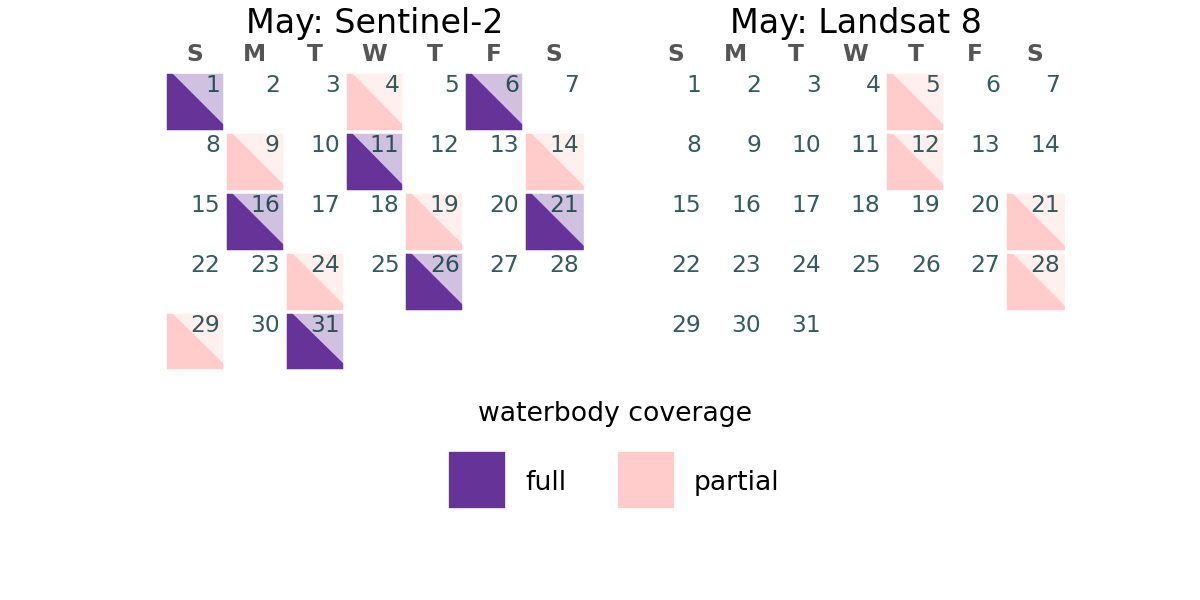 May: Sentinel-2
S M T W T F S
1 2 3 4 5 6 7
8 9 10 11 12 13 14
15 16 17 18 19 20 21
22 23 24 25 26 27 28
29 30 31
May: Landsat 8
S M T W T F S
1 2 3 4 5 6 7
8 9 10 11 12 13 14
15 16 17 18 19 20 21
22 23 24 25 26 27 28
29 30 31
waterbody coverage
full partial